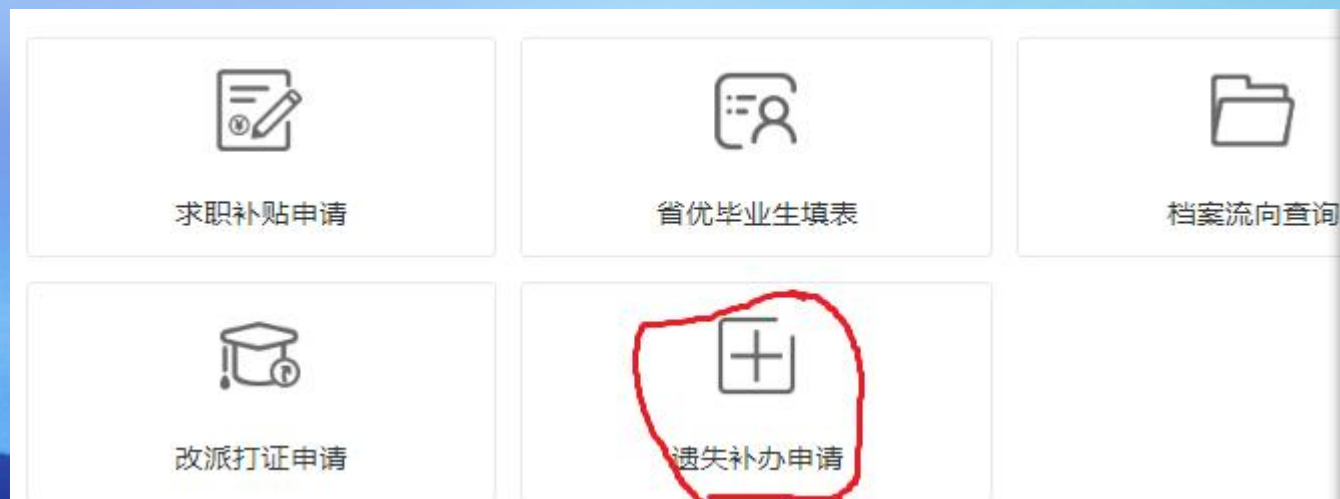 求职补贴申请
省优毕业生填表
档案流向查询
改派打证申请
遗失补办申请